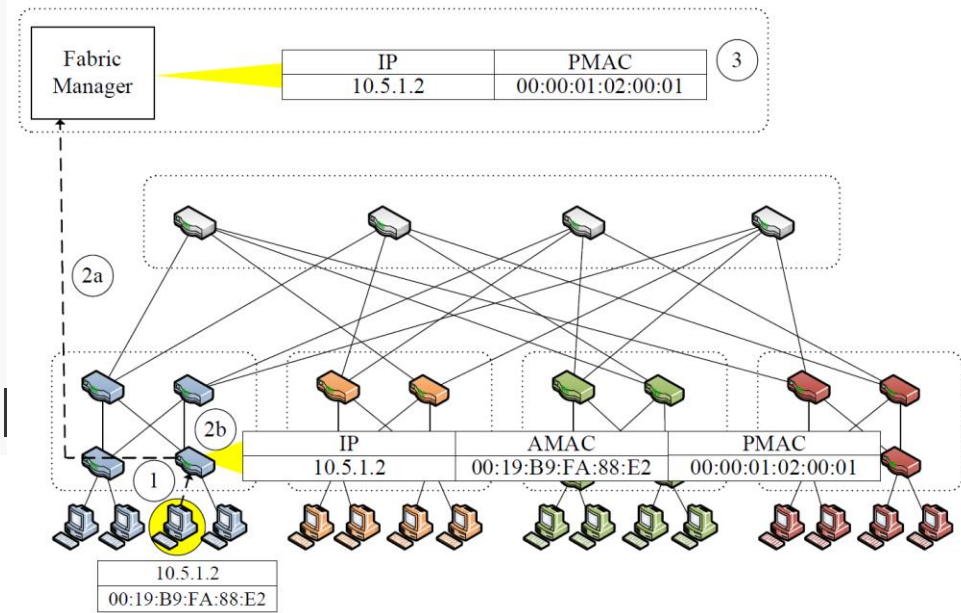 Fabric
Manager
IP PMAC
10.5.1.2 00:00:01:02:00:01
3
2a
2b
IP AMAC PMAC
10.5.1.2 00:19:B9:FA:88:E2 00:00:01:02:00:01
1
10.5.1.2
00:19:B9:FA:88:E2